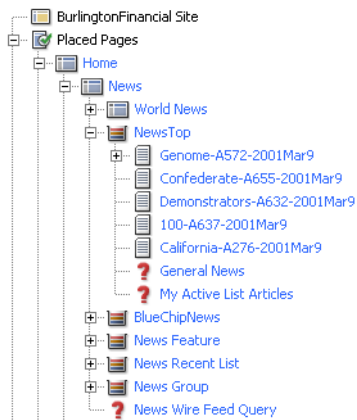 BurlingtonFinancial Site
Placed Pages
Home
News
World News
NewsTop
Genome-A572-2001Mar9
Confederate-A655-2001Mar9
Demonstrators-A632-2001Mar9
100-A637-2001Mar9
California-A276-2001Mar9
General News
My Active List Articles
BlueChipNews
News Feature
News Recent List
News Group
News Wire Feed Query